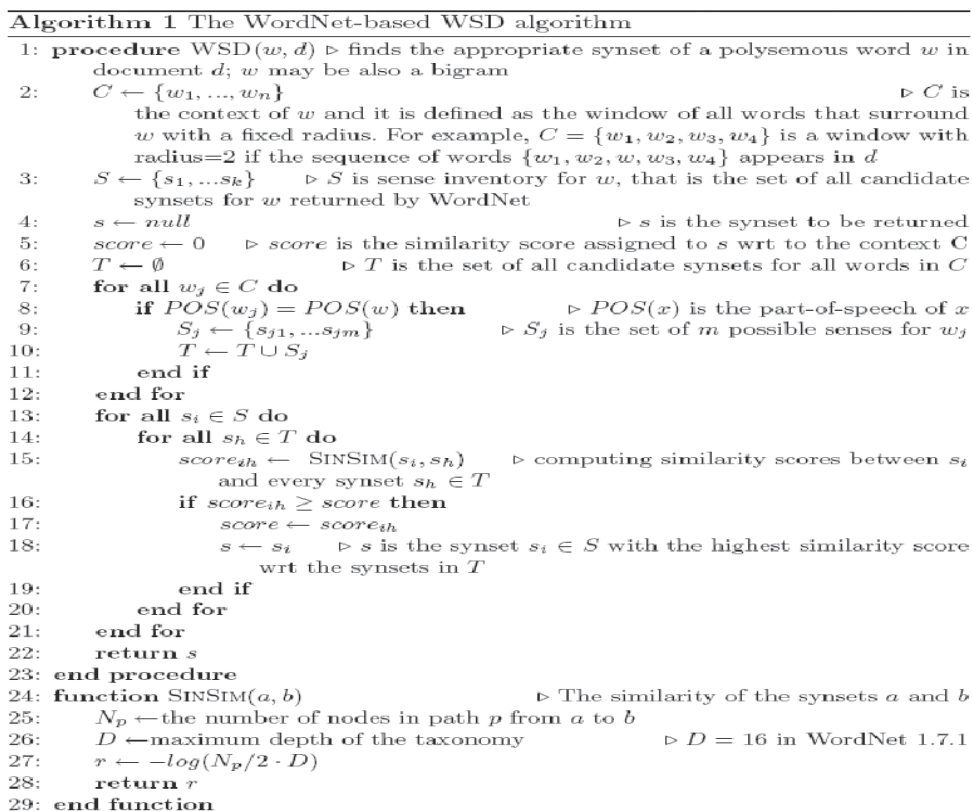 Algorithm 1 The WordNet-based WSD algorithm
1: procedure WSD(w, d) ▷ finds the appropriate synset of a polysemous word w in
document d; w may be also a bigram
2: C ← {w₁, ..., wₙ} ▷ C is
the context of w and it is defined as the window of all words that surround
w with a fixed radius. For example, C = {w₁, w₂, w₃, w₄} is a window with
radius=2 if the sequence of words {w₁, w₂, w, w₃, w₄} appears in d
3: S ← {s₁, ...sₖ} ▷ S is sense inventory for w, that is the set of all candidate
synsets for w returned by WordNet
4: s ← null ▷ s is the synset to be returned
5: score ← 0 ▷ score is the similarity score assigned to s wrt to the context C
6: T ← ∅ ▷ T is the set of all candidate synsets for all words in C
7: for all wⱼ ∈ C do
8: if POS(wⱼ) = POS(w) then ▷ POS(x) is the part-of-speech of x
9: Sⱼ ← {sⱼ₁, ...sⱼₘ} ▷ Sⱼ is the set of m possible senses for wⱼ
10: T ← T ∪ Sⱼ
11: end if
12: end for
13: for all sᵢ ∈ S do
14: for all sₕ ∈ T do
15: scoreᵢₕ ← SINSIM(sᵢ, sₕ) ▷ computing similarity scores between sᵢ
and every synset sₕ ∈ T
16: if scoreᵢₕ ≥ score then
17: score ← scoreᵢₕ
18: s ← sᵢ ▷ s is the synset sᵢ ∈ S with the highest similarity score
wrt the synsets in T
19: end if
20: end for
21: end for
22: return s
23: end procedure
24: function SINSIM(a, b) ▷ The similarity of the synsets a and b
25: Nₚ ←the number of nodes in path p from a to b
26: D ←maximum depth of the taxonomy ▷ D = 16 in WordNet 1.7.1
27: r ← −log(Nₚ/2 · D)
28: return r
29: end function